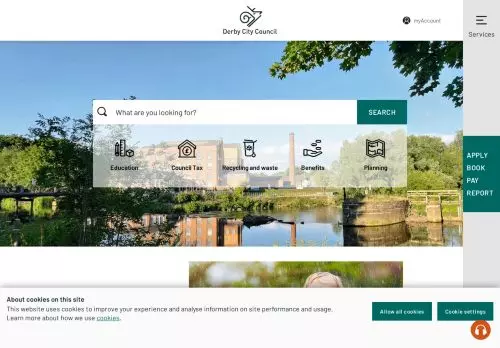 Derby City Council
myAccount
Services
What are you looking for?
SEARCH
Education
Council Tax
Recycling and waste
Benefits
Planning
APPLY
BOOK
PAY
REPORT
About cookies on this site
This website uses cookies to improve your experience and analyse information on site performance and usage.
Learn more about how we use cookies.
Allow all cookies
Cookie settings